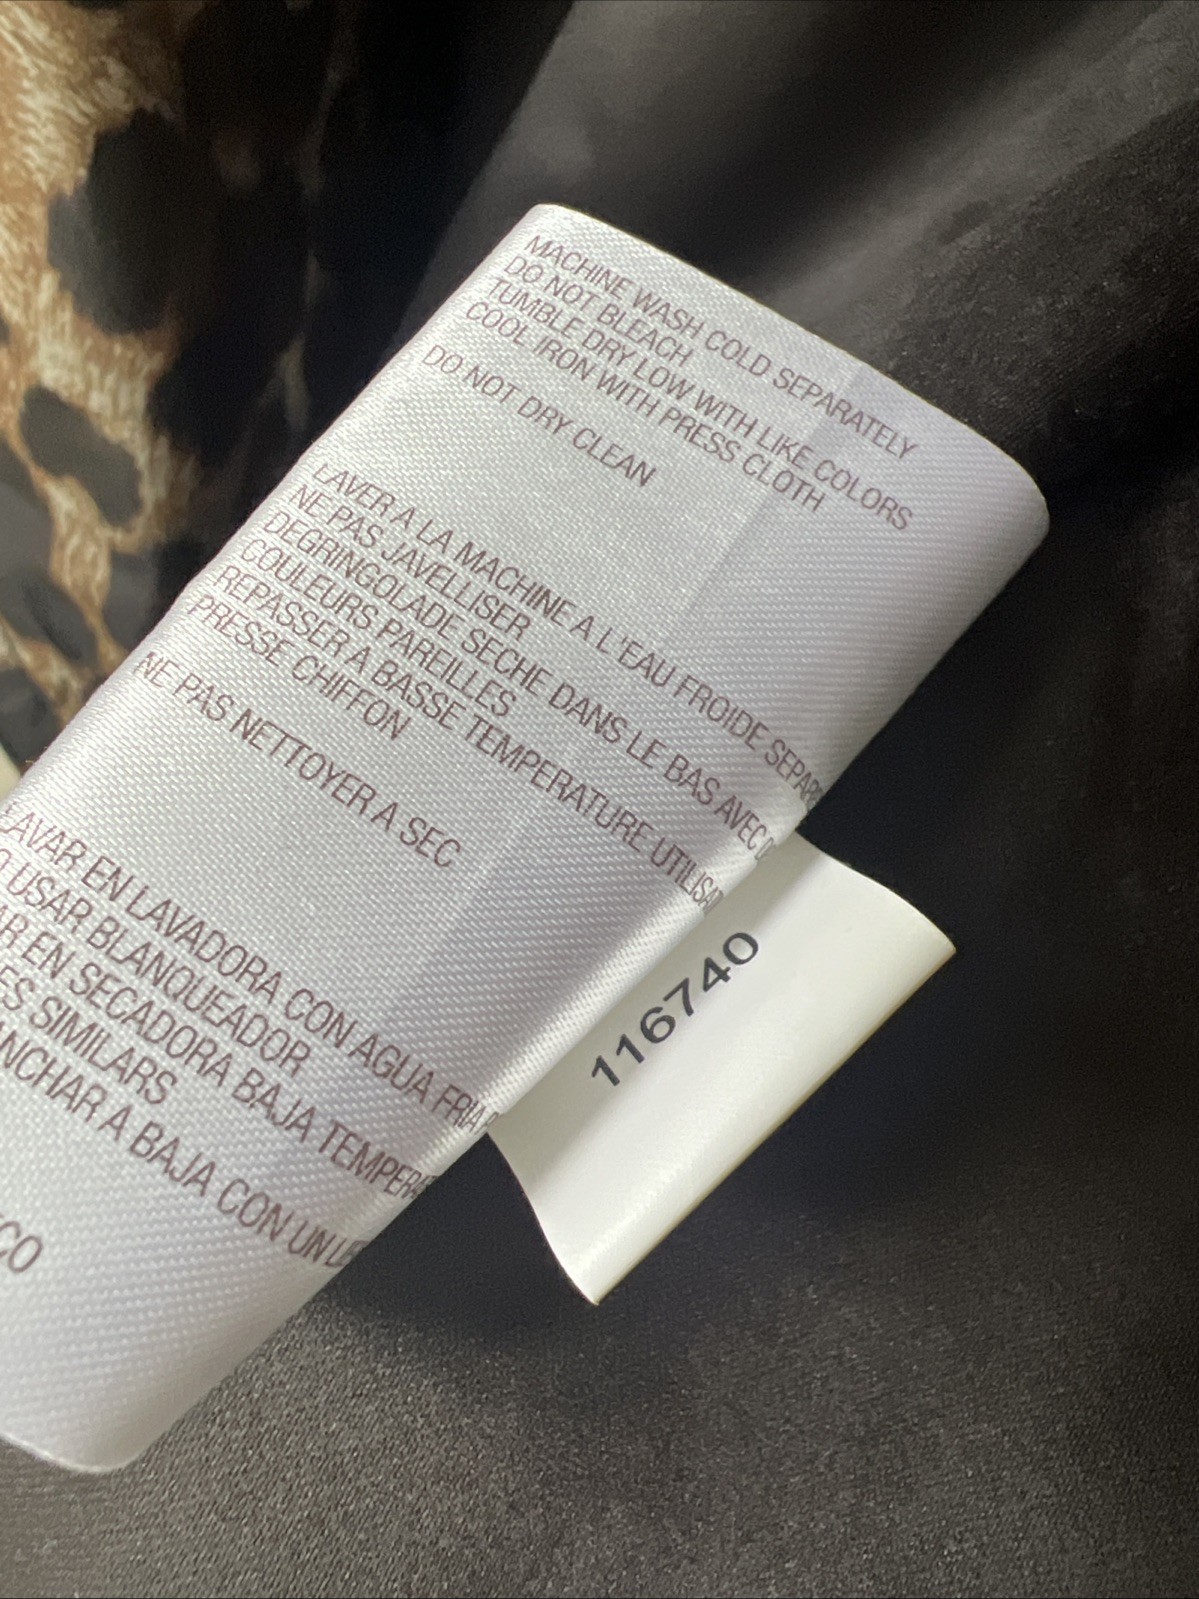 MACHINE WASH COLD SEPARATELY
DO NOT BLEACH
TUMBLE DRY LOW WITH LIKE COLORS
COOL IRON WITH PRESS CLOTH
DO NOT DRY CLEAN
LAVER A LA MACHINE A L'EAU FROIDE
NE PAS JAVELLISER
DEGRINGOLADE SECHE DANS LE BAS AVEC
COULEURS PAREILLES
REPASSER A BASSE TEMPERATURE
PRESSE CHIFFON
NE PAS NETTOYER A SEC
LAVAR EN LAVADORA CON AGUA FRIA
USAR BLANQUEADOR
EN SECADORA BAJA
SIMILARS
A BAJA CON UN
116740